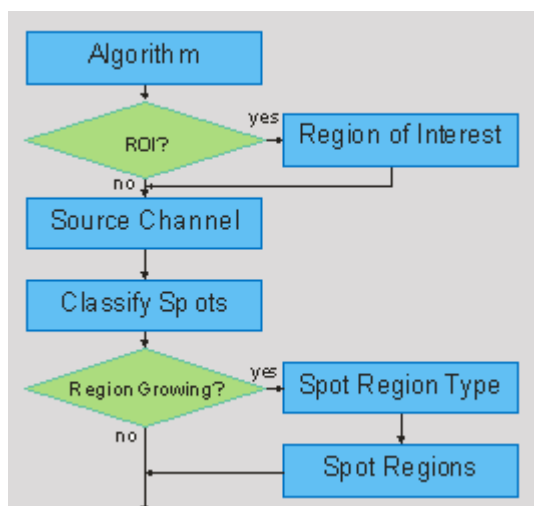 Algorithm
yes
ROI?
Region of Interest
no
Source Channel
Classify Spots
yes
Region Growing?
Spot Region Type
no
Spot Regions